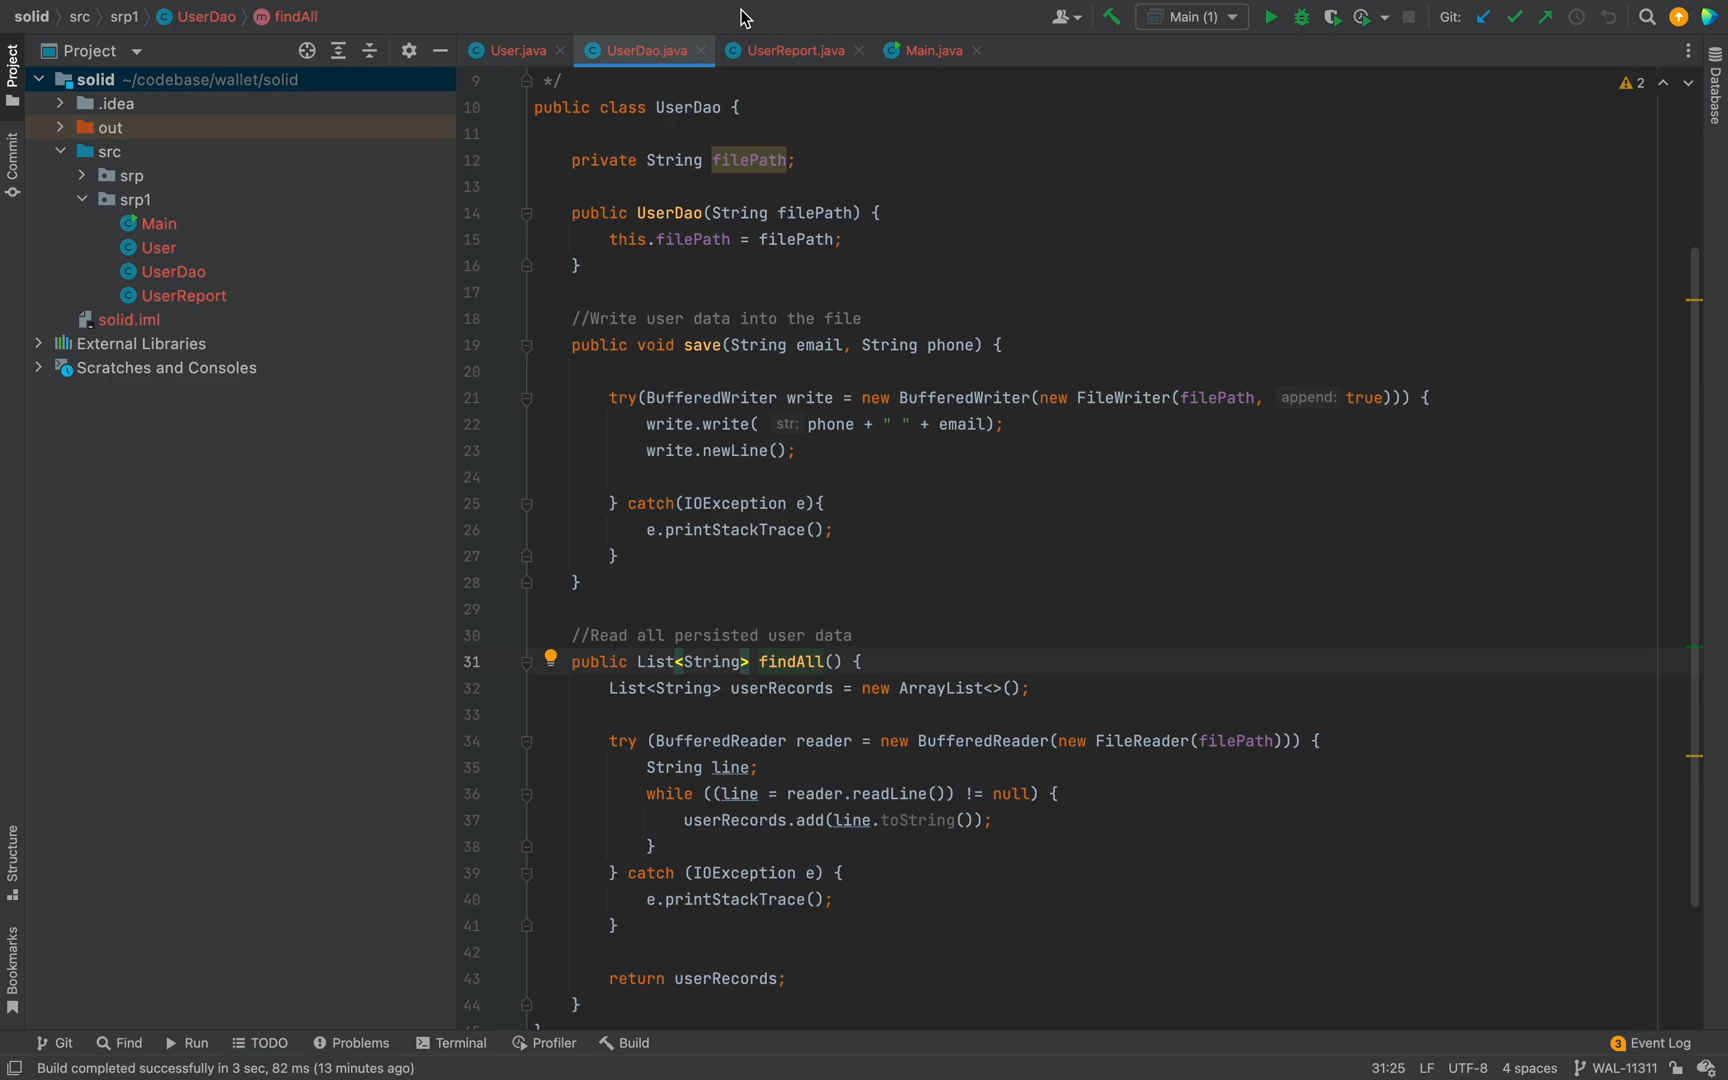 solid src srp1 UserDao findAll Main (1) Git:
Project User.java UserDao.java UserReport.java Main.java
Project
Commit
Structure
Bookmarks
Database
solid ~/codebase/wallet/solid
.idea
out
src
srp
srp1
Main
User
UserDao
UserReport
solid.iml
External Libraries
Scratches and Consoles
2
9 */
10 public class UserDao {
11
12 private String filePath;
13
14 public UserDao(String filePath) {
15 this.filePath = filePath;
16 }
17
18 //Write user data into the file
19 public void save(String email, String phone) {
20
21 try(BufferedWriter write = new BufferedWriter(new FileWriter(filePath, append: true))) {
22 write.write( str: phone + " " + email);
23 write.newLine();
24
25 } catch(IOException e){
26 e.printStackTrace();
27 }
28 }
29
30 //Read all persisted user data
31 public List<String> findAll() {
32 List<String> userRecords = new ArrayList<>();
33
34 try (BufferedReader reader = new BufferedReader(new FileReader(filePath))) {
35 String line;
36 while ((line = reader.readLine()) != null) {
37 userRecords.add(line.toString());
38 }
39 } catch (IOException e) {
40 e.printStackTrace();
41 }
42
43 return userRecords;
44 }
Git Find Run TODO Problems Terminal Profiler Build 3 Event Log
Build completed successfully in 3 sec, 82 ms (13 minutes ago) 31:25 LF UTF-8 4 spaces WAL-11311